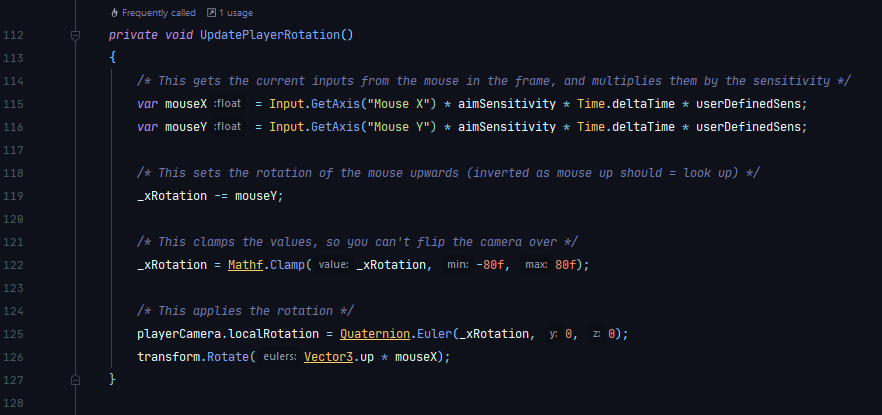 Frequently called 1 usage
112 private void UpdatePlayerRotation()
113 {
114 /* This gets the current inputs from the mouse in the frame, and multiplies them by the sensitivity */
115 var mouseX :float = Input.GetAxis("Mouse X") * aimSensitivity * Time.deltaTime * userDefinedSens;
116 var mouseY :float = Input.GetAxis("Mouse Y") * aimSensitivity * Time.deltaTime * userDefinedSens;
117
118 /* This sets the rotation of the mouse upwards (inverted as mouse up should = look up) */
119 _xRotation -= mouseY;
120
121 /* This clamps the values, so you can't flip the camera over */
122 _xRotation = Mathf.Clamp( value: _xRotation, min: -80f, max: 80f);
123
124 /* This applies the rotation */
125 playerCamera.localRotation = Quaternion.Euler(_xRotation, y: 0, z: 0);
126 transform.Rotate( eulers: Vector3.up * mouseX);
127 }
128